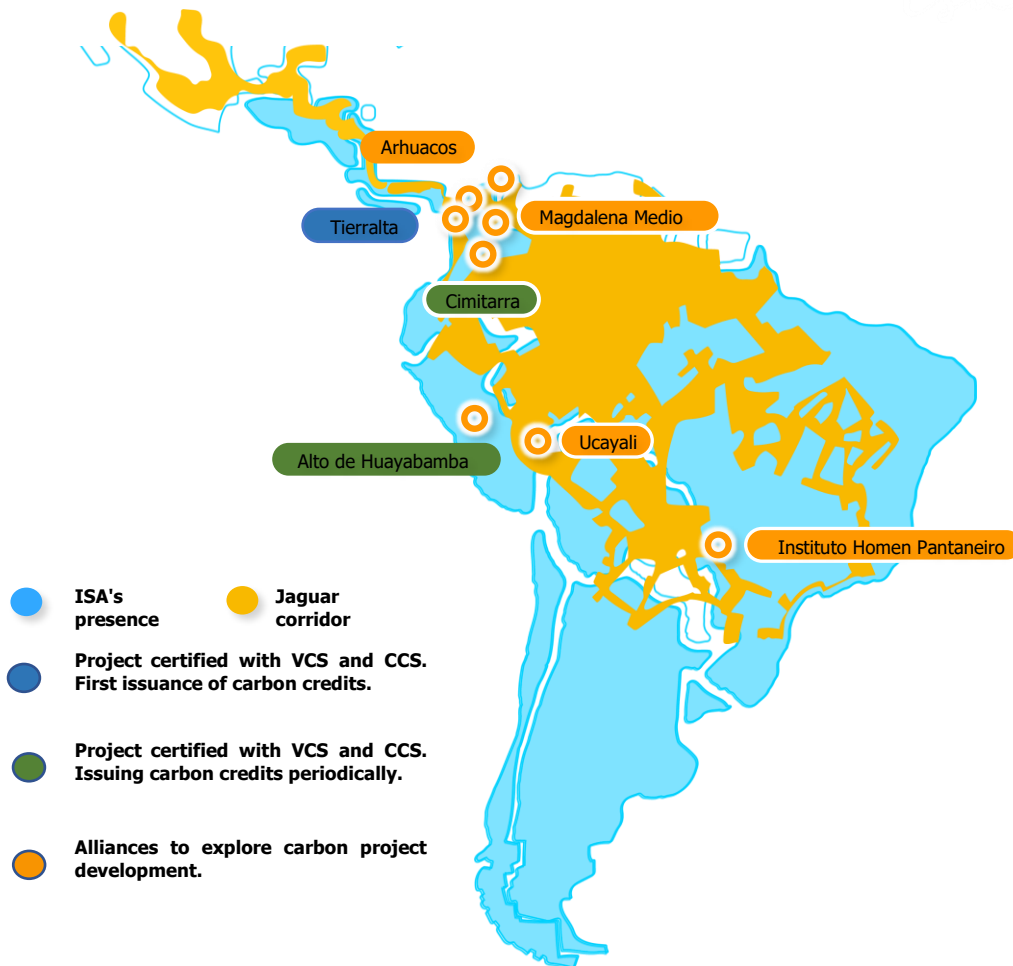 Arhuacos
Magdalena Medio
Tierralta
Cimitarra
Ucayali
Alto de Huayabamba
Instituto Homen Pantaneiro
ISA's
presence
Jaguar
corridor
Project certified with VCS and CCS.
First issuance of carbon credits.
Project certified with VCS and CCS.
Issuing carbon credits periodically.
Alliances to explore carbon project
development.